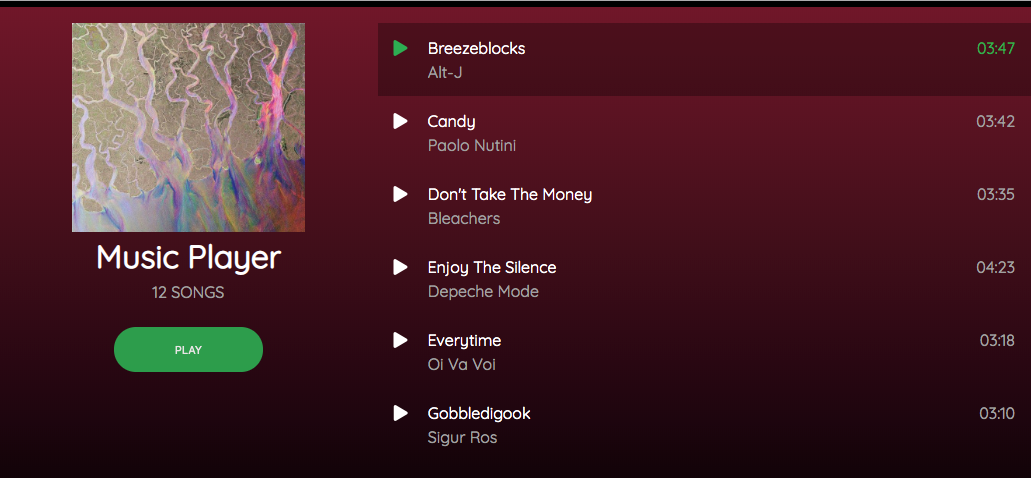 Music Player
12 SONGS
PLAY
Breezeblocks 03:47
Alt-J
Candy 03:42
Paolo Nutini
Don't Take The Money 03:35
Bleachers
Enjoy The Silence 04:23
Depeche Mode
Everytime 03:18
Oi Va Voi
Gobbledigook 03:10
Sigur Ros